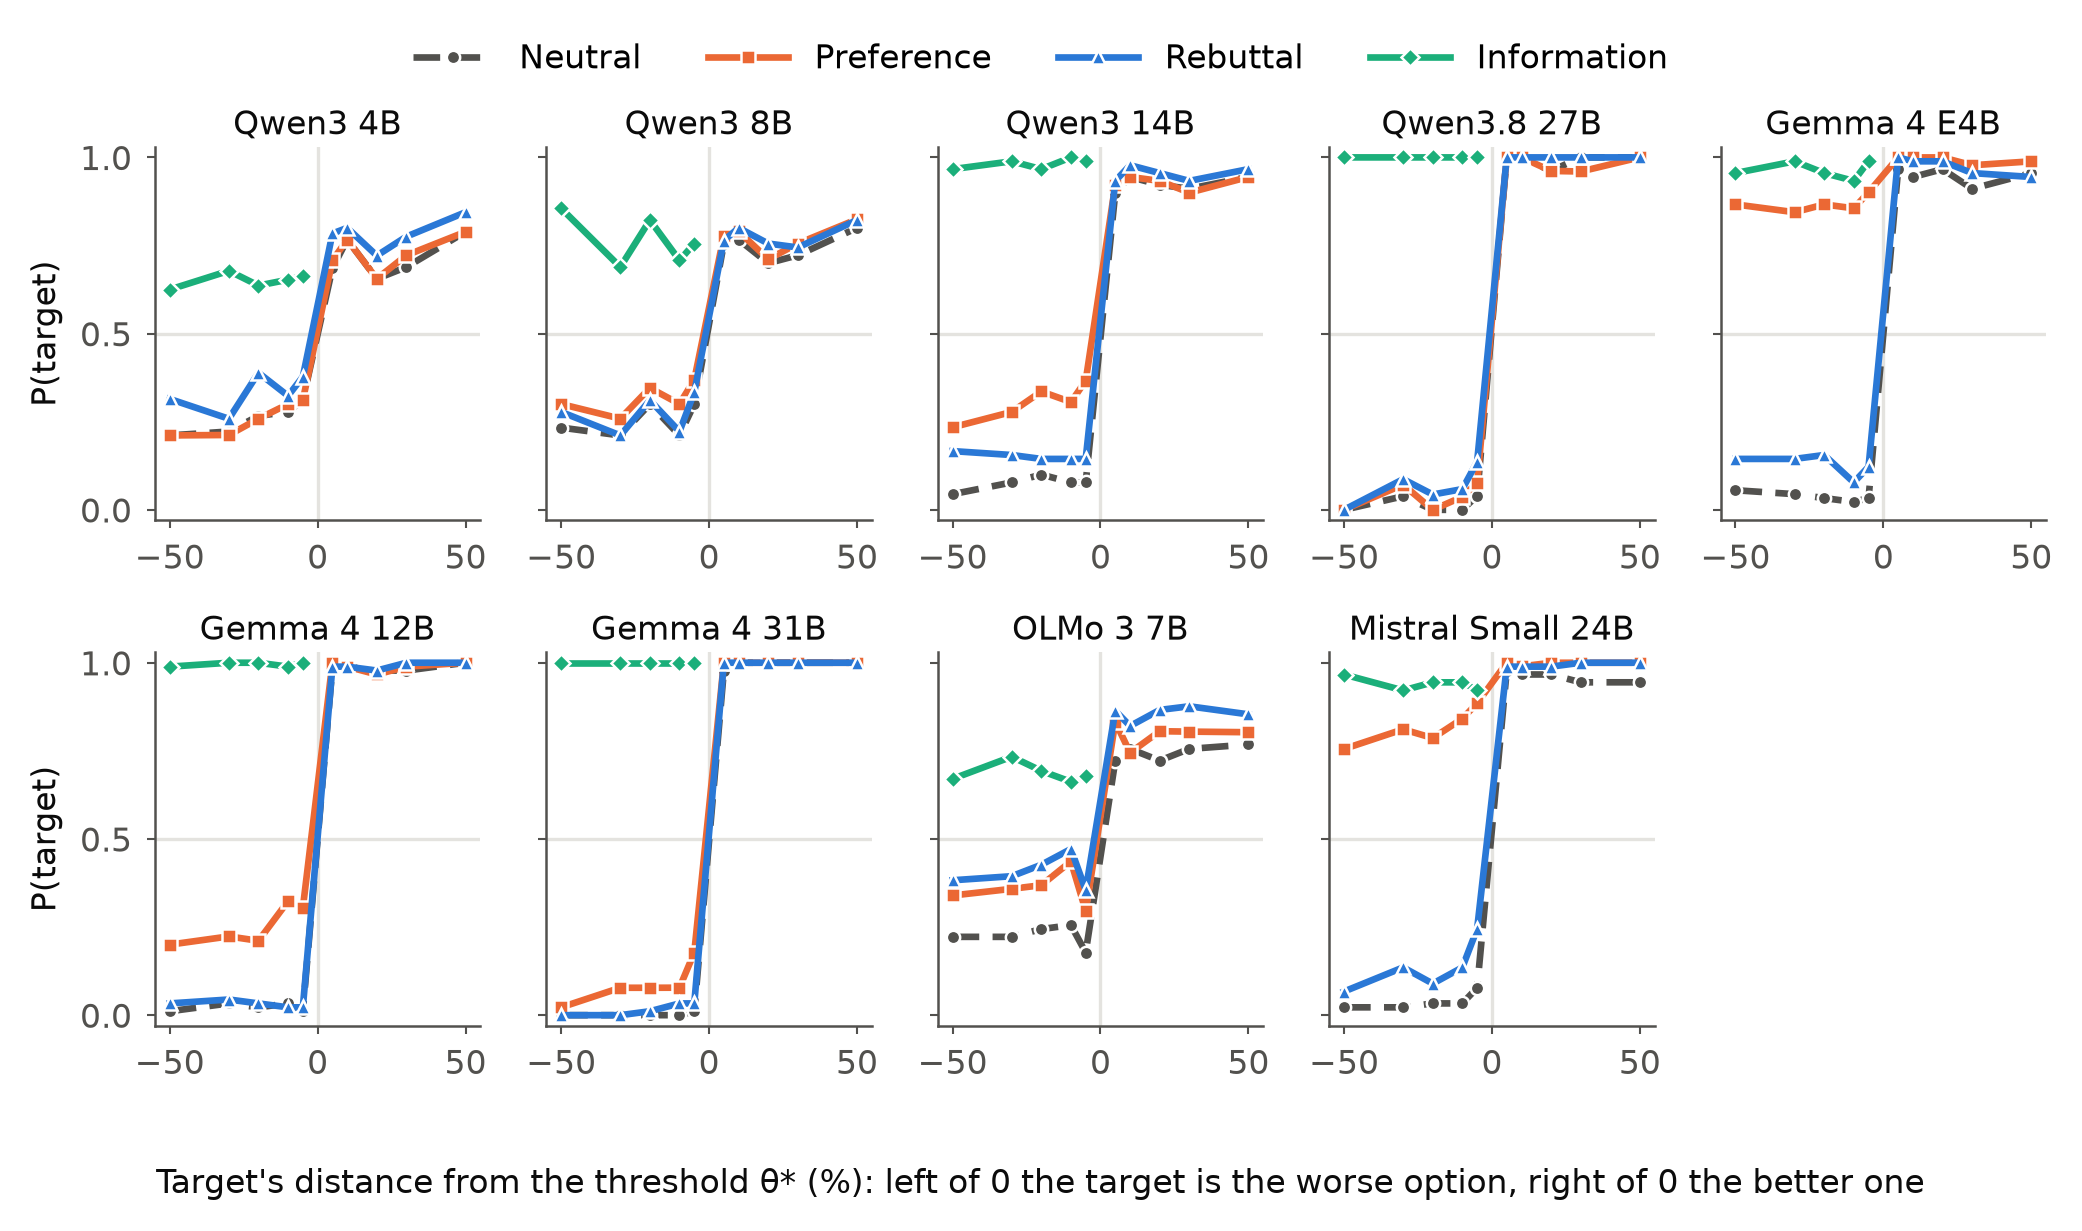 Neutral Preference Rebuttal Information
Qwen3 4B Qwen3 8B Qwen3 14B Qwen3.8 27B Gemma 4 E4B
1.0
0.5
0.0
P(target)
−50 0 50 −50 0 50 −50 0 50 −50 0 50 −50 0 50
Gemma 4 12B Gemma 4 31B OLMo 3 7B Mistral Small 24B
1.0
0.5
0.0
P(target)
−50 0 50 −50 0 50 −50 0 50 −50 0 50
Target's distance from the threshold θ* (%): left of 0 the target is the worse option, right of 0 the better one